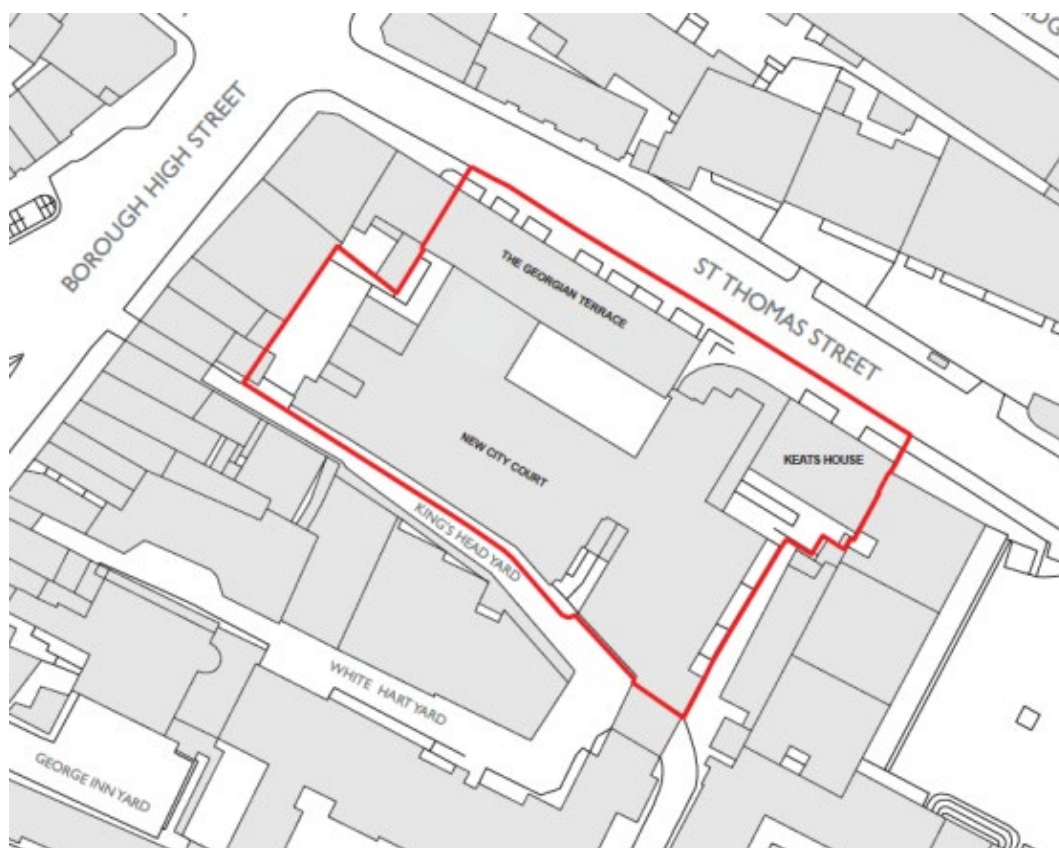 BOROUGH HIGH STREET
THE GEORGIAN TERRACE
ST THOMAS STREET
NEW CITY COURT
KEATS HOUSE
KING'S HEAD YARD
WHITE HART YARD
GEORGE INN YARD